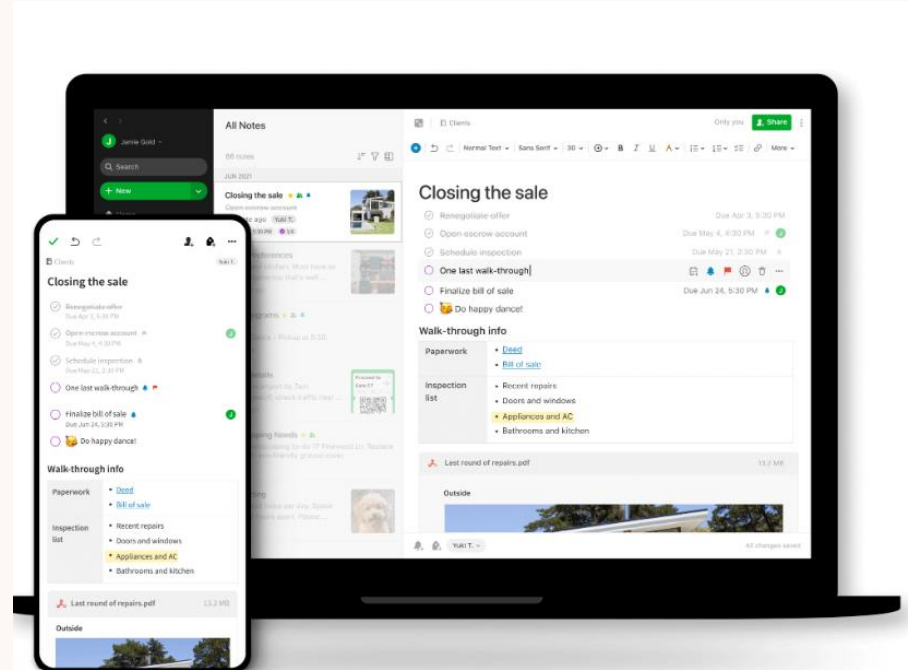 Jamie Gold
Search
+ New
All Notes
66 notes
JUN 2021
Closing the sale
Open escrow account
ago Yuki T.
5:30 PM 3/6
Clients
Only you
Share
Normal Text
Sans Serif
30
B I U A
More
Closing the sale
Renegotiate offer
Due Apr 3, 5:30 PM
Open escrow account
Due May 4, 4:30 PM
J
Schedule inspection
Due May 21, 2:30 PM
One last walk-through
Finalize bill of sale
Due Jun 24, 5:30 PM
J
Do happy dance!
Walk-through info
Paperwork
Deed
Bill of sale
Inspection list
Recent repairs
Doors and windows
Appliances and AC
Bathrooms and kitchen
Last round of repairs.pdf
13.2 MB
Outside
Yuki T.
All changes saved
Clients
Yuki T.
Closing the sale
Renegotiate offer
Due Apr 3, 5:30 PM
Open escrow account
J
Due May 4, 4:30 PM
Schedule inspection
Due May 21, 2:30 PM
One last walk-through
Finalize bill of sale
J
Due Jun 24, 5:30 PM
Do happy dance!
Walk-through info
Paperwork
Deed
Bill of sale
Inspection
list
Recent repairs
Doors and windows
Appliances and AC
Bathrooms and kitchen
Last round of repairs.pdf
13.2 MB
Outside